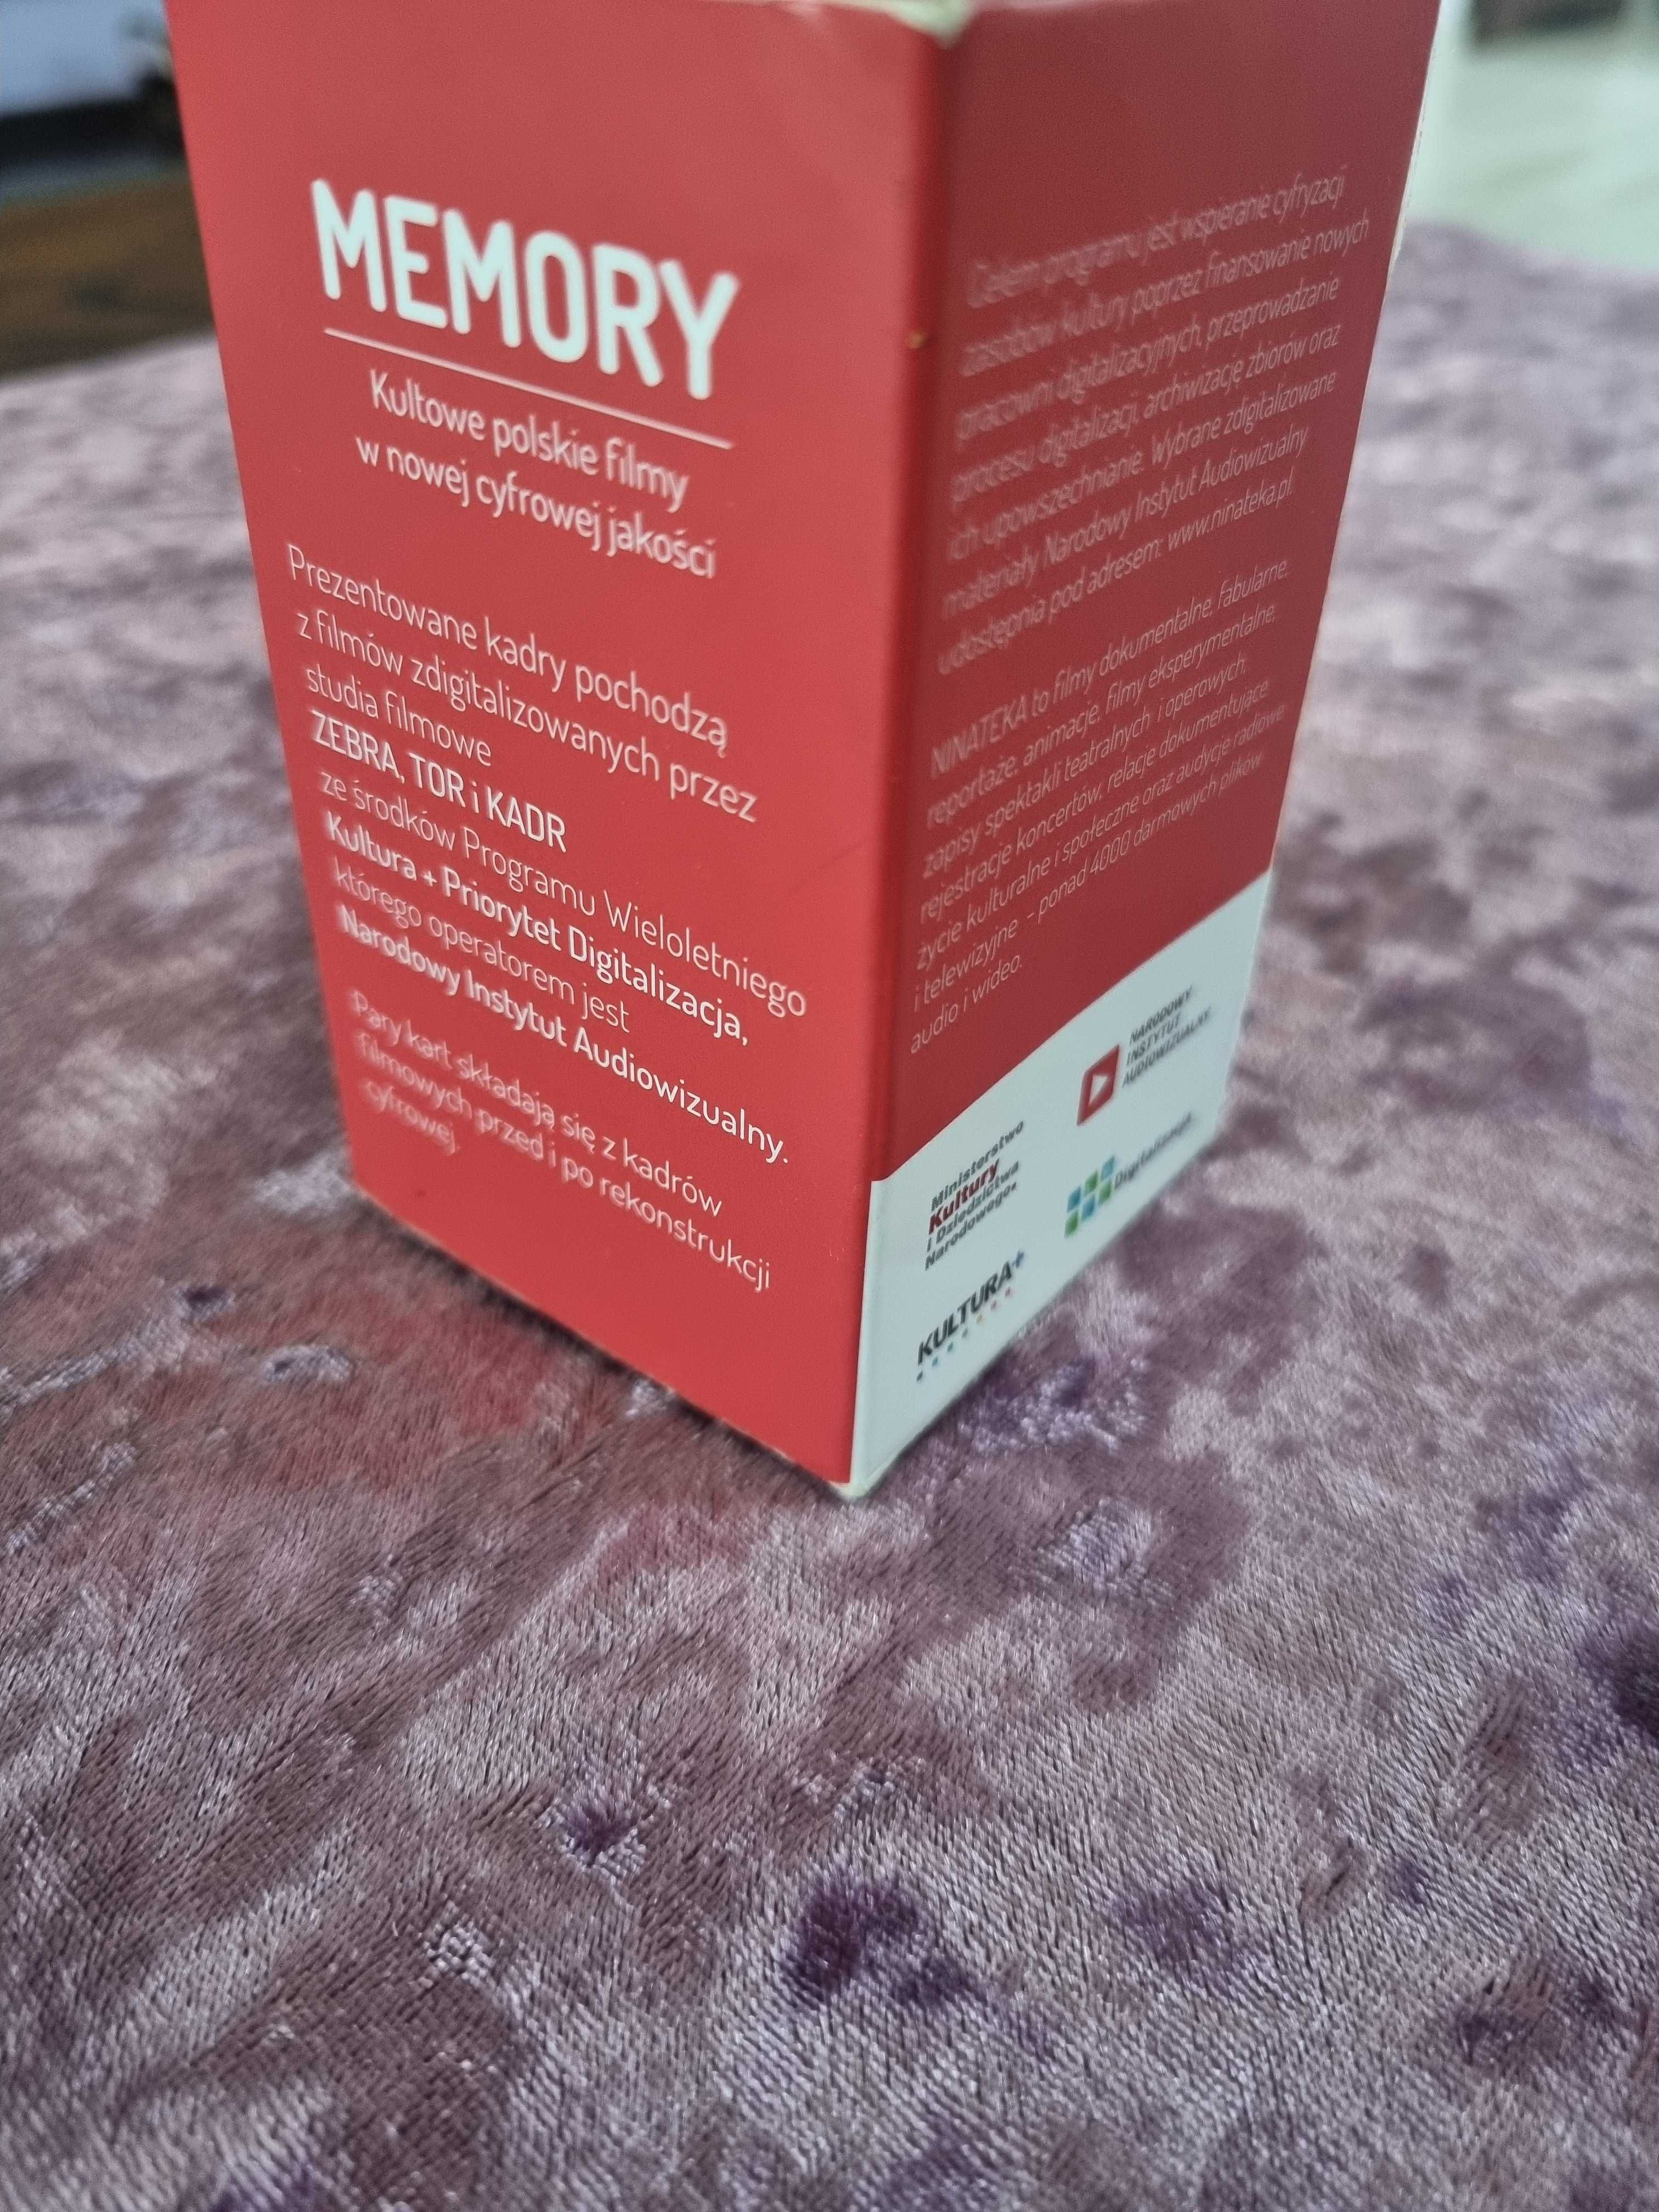 MEMORY
Kultowe polskie filmy
w nowej cyfrowej jakości
Prezentowane kadry pochodzą
z filmów zdigitalizowanych przez
studia filmowe
ZEBRA, TOR i KADR
ze środków Programu Wieloletniego
Kultura + Priorytet Digitalizacja,
którego operatorem jest
Narodowy Instytut Audiowizualny.
Pary kart składają się z kadrów
filmowych przed i po rekonstrukcji
cyfrowej.
Celem programu jest wspieranie cyfryzacji
zasobów kultury poprzez finansowanie nowych
pracowni digitalizacyjnych, przeprowadzanie
procesu digitalizacji, archiwizację zbiorów oraz
ich upowszechnianie. Wybrane zdigitalizowane
materiały Narodowy Instytut Audiowizualny
udostępnia pod adresem: www.ninateka.pl.
NINATEKA to filmy dokumentalne, fabularne,
reportaże, animacje, filmy eksperymentalne,
zapisy spektakli teatralnych i operowych,
rejestracje koncertów, relacje dokumentujące
życie kulturalne i społeczne oraz audycje radiowe
i telewizyjne – ponad 4000 darmowych plików
audio i wideo.
NARODOWY
INSTYTUT
AUDIOWIZUALNY
Ministerstwo
Kultury
i Dziedzictwa
Narodowego
Digitalizacja
KULTURA+